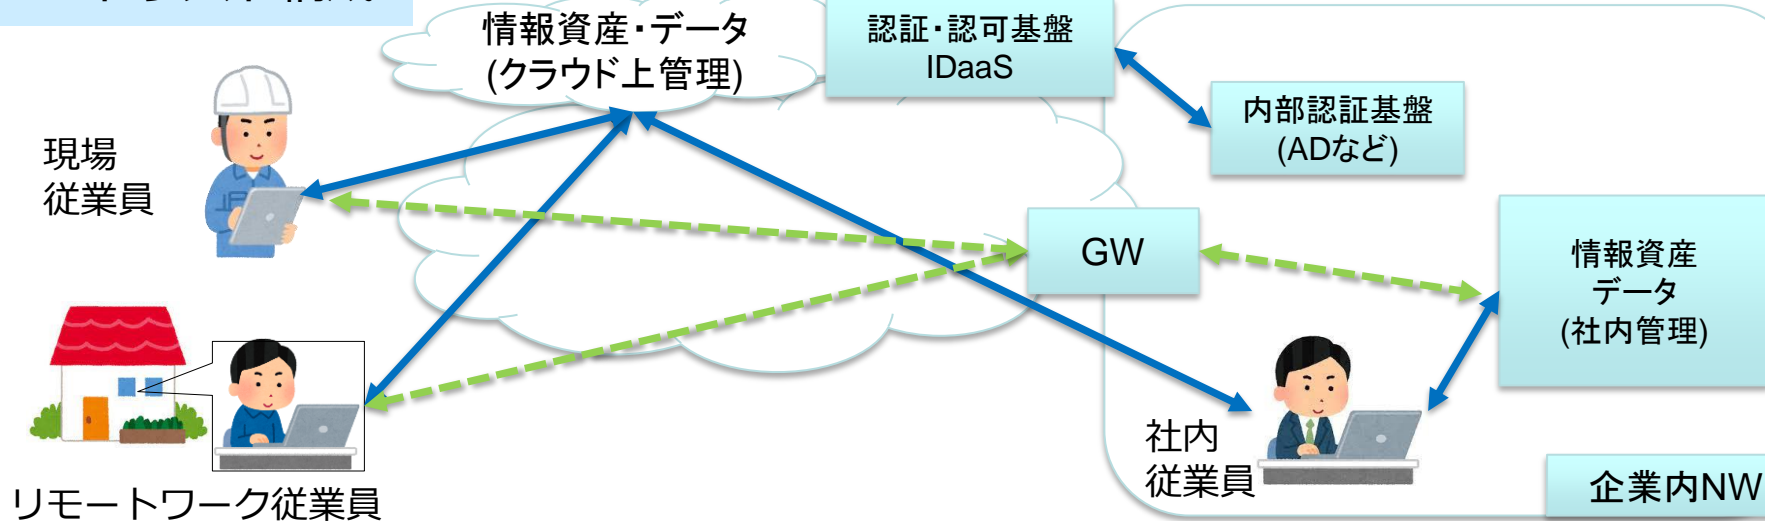 情報資産・データ
(クラウド上管理)
認証・認可基盤
IDaaS
内部認証基盤
(ADなど)
現場
従業員
GW
情報資産
データ
(社内管理)
社内
従業員
企業内NW
リモートワーク従業員